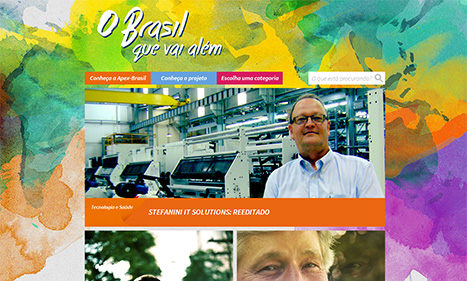 O Brasil
que vai além
Conheça a Apex-Brasil Conheça o projeto Escolha uma categoria O que está procurando?
Tecnologia e Saúde STEFANINI IT SOLUTIONS: REEDITADO